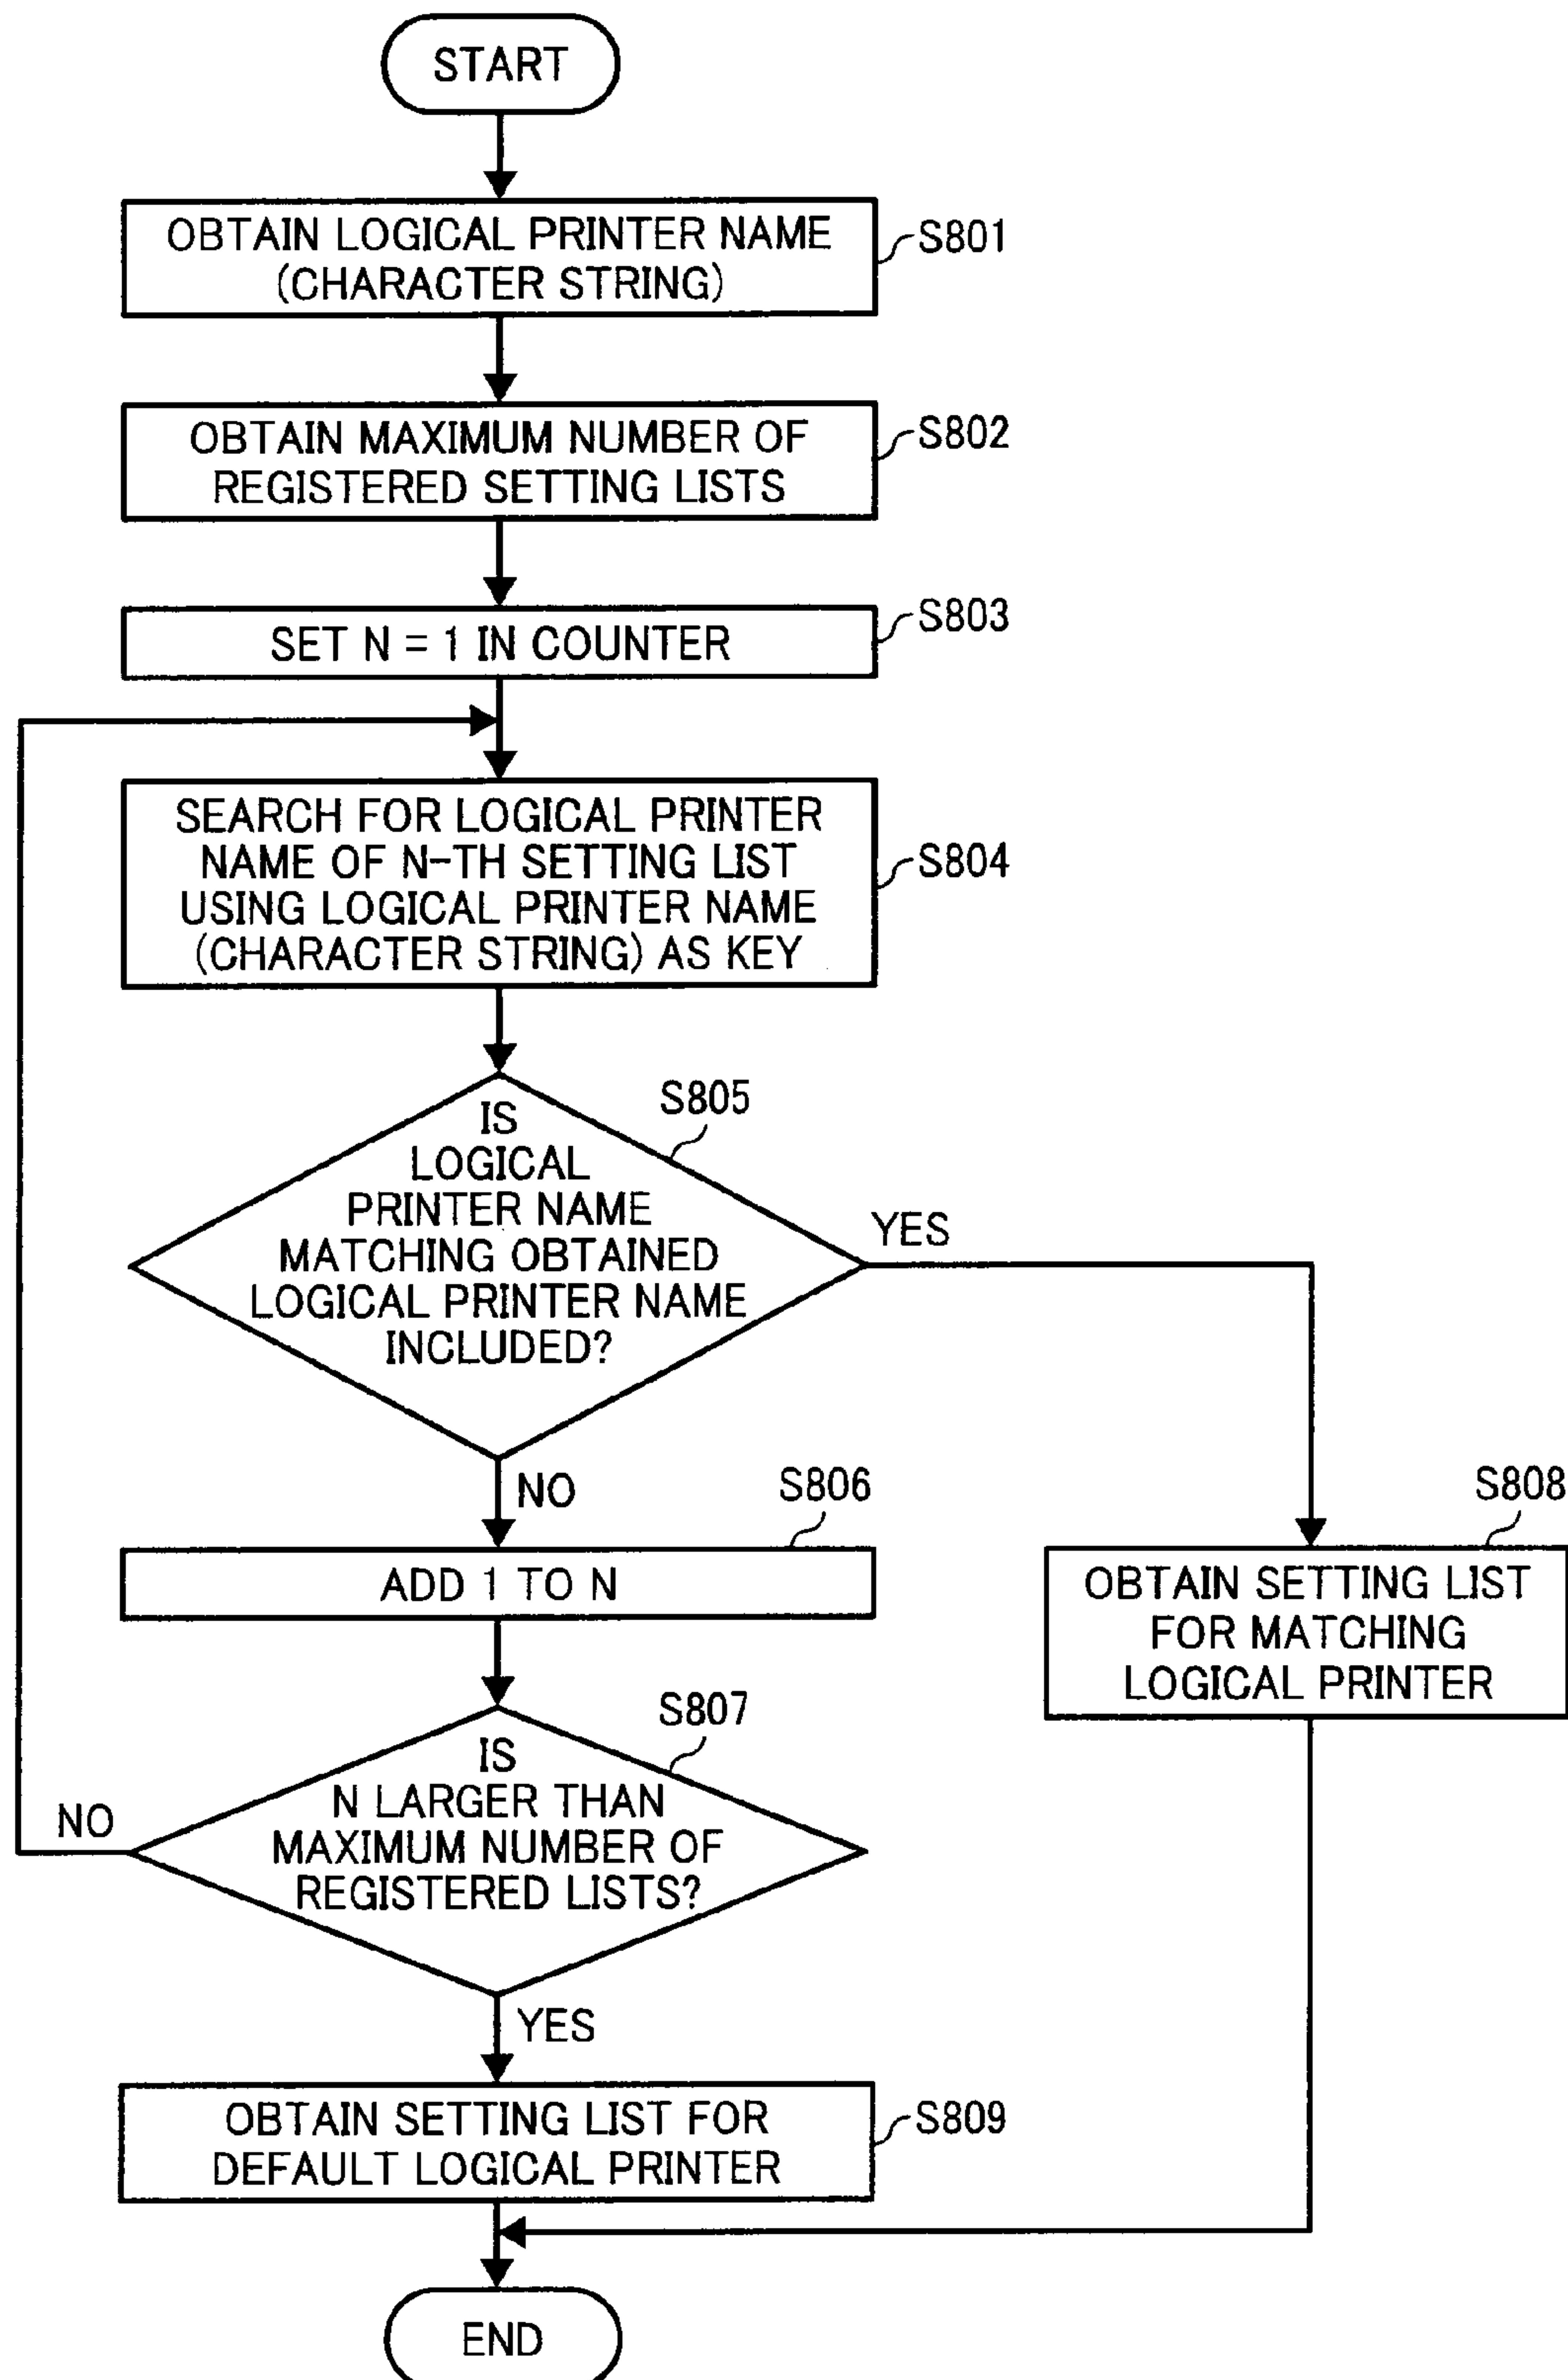 START
OBTAIN LOGICAL PRINTER NAME
(CHARACTER STRING)
S801
OBTAIN MAXIMUM NUMBER OF
REGISTERED SETTING LISTS
S802
SET N = 1 IN COUNTER
S803
SEARCH FOR LOGICAL PRINTER
NAME OF N-TH SETTING LIST
USING LOGICAL PRINTER NAME
(CHARACTER STRING) AS KEY
S804
S805
IS
LOGICAL
PRINTER NAME
MATCHING OBTAINED
LOGICAL PRINTER NAME
INCLUDED?
YES
NO
S806
ADD 1 TO N
S808
OBTAIN SETTING LIST
FOR MATCHING
LOGICAL PRINTER
S807
IS
N LARGER THAN
MAXIMUM NUMBER OF
REGISTERED LISTS?
NO
YES
OBTAIN SETTING LIST FOR
DEFAULT LOGICAL PRINTER
S809
END